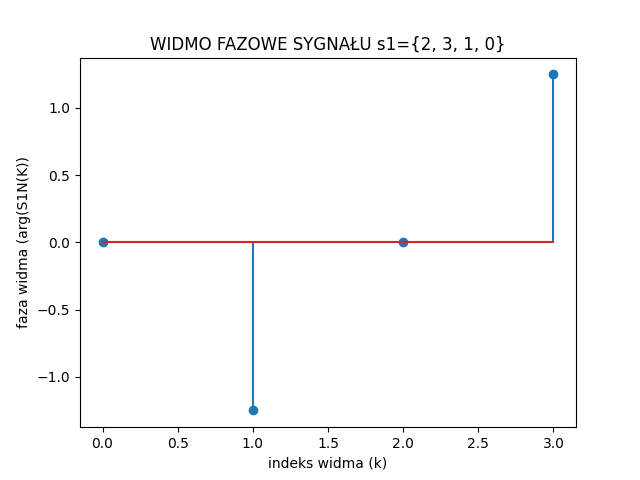 WIDMO FAZOWE SYGNAŁU s1={2, 3, 1, 0}
1.0
0.5
0.0
−0.5
−1.0
faza widma (arg(S1N(K))
0.0 0.5 1.0 1.5 2.0 2.5 3.0
indeks widma (k)